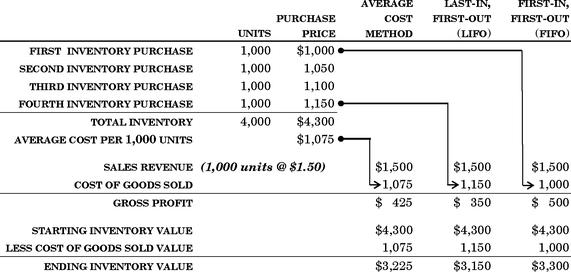 AVERAGE LAST-IN, FIRST-IN,
PURCHASE COST FIRST-OUT FIRST-OUT
UNITS PRICE METHOD (LIFO) (FIFO)
FIRST INVENTORY PURCHASE 1,000 $1,000
SECOND INVENTORY PURCHASE 1,000 1,050
THIRD INVENTORY PURCHASE 1,000 1,100
FOURTH INVENTORY PURCHASE 1,000 1,150
TOTAL INVENTORY 4,000 $4,300
AVERAGE COST PER 1,000 UNITS $1,075
SALES REVENUE (1,000 units @ $1.50) $1,500 $1,500 $1,500
COST OF GOODS SOLD 1,075 1,150 1,000
GROSS PROFIT $ 425 $ 350 $ 500
STARTING INVENTORY VALUE $4,300 $4,300 $4,300
LESS COST OF GOODS SOLD VALUE 1,075 1,150 1,000
ENDING INVENTORY VALUE $3,225 $3,150 $3,300